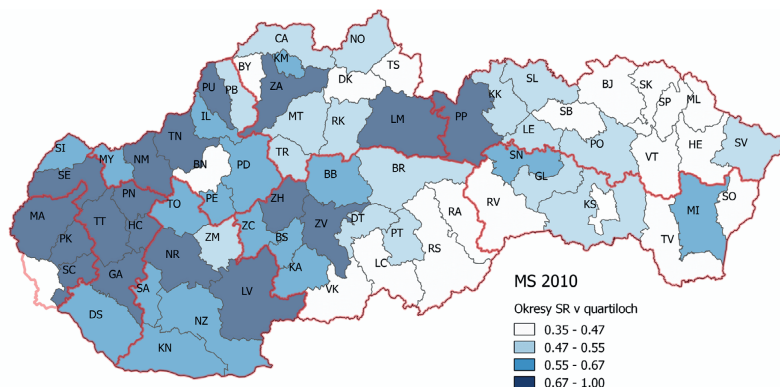 CA
NO
BY
KM
TS
PU
PB
ZA
DK
KK
SL
BJ
SK
ML
SP
IL
MT
RK
LM
PP
SB
LE
PO
SI
MY
NM
TN
BN
PD
TR
BR
SN
GL
VT
HE
SV
SE
PN
TO
PE
BB
ZH
RA
RV
KS
MI
SO
MA
TT
HC
ZM
ZC
ZV
DT
PT
PK
NR
BS
RS
TV
SC
GA
SA
LV
KA
LC
VK
DS
NZ
KN
MS 2010
Okresy SR v quartiloch
0.35 - 0.47
0.47 - 0.55
0.55 - 0.67
0.67 - 1.00